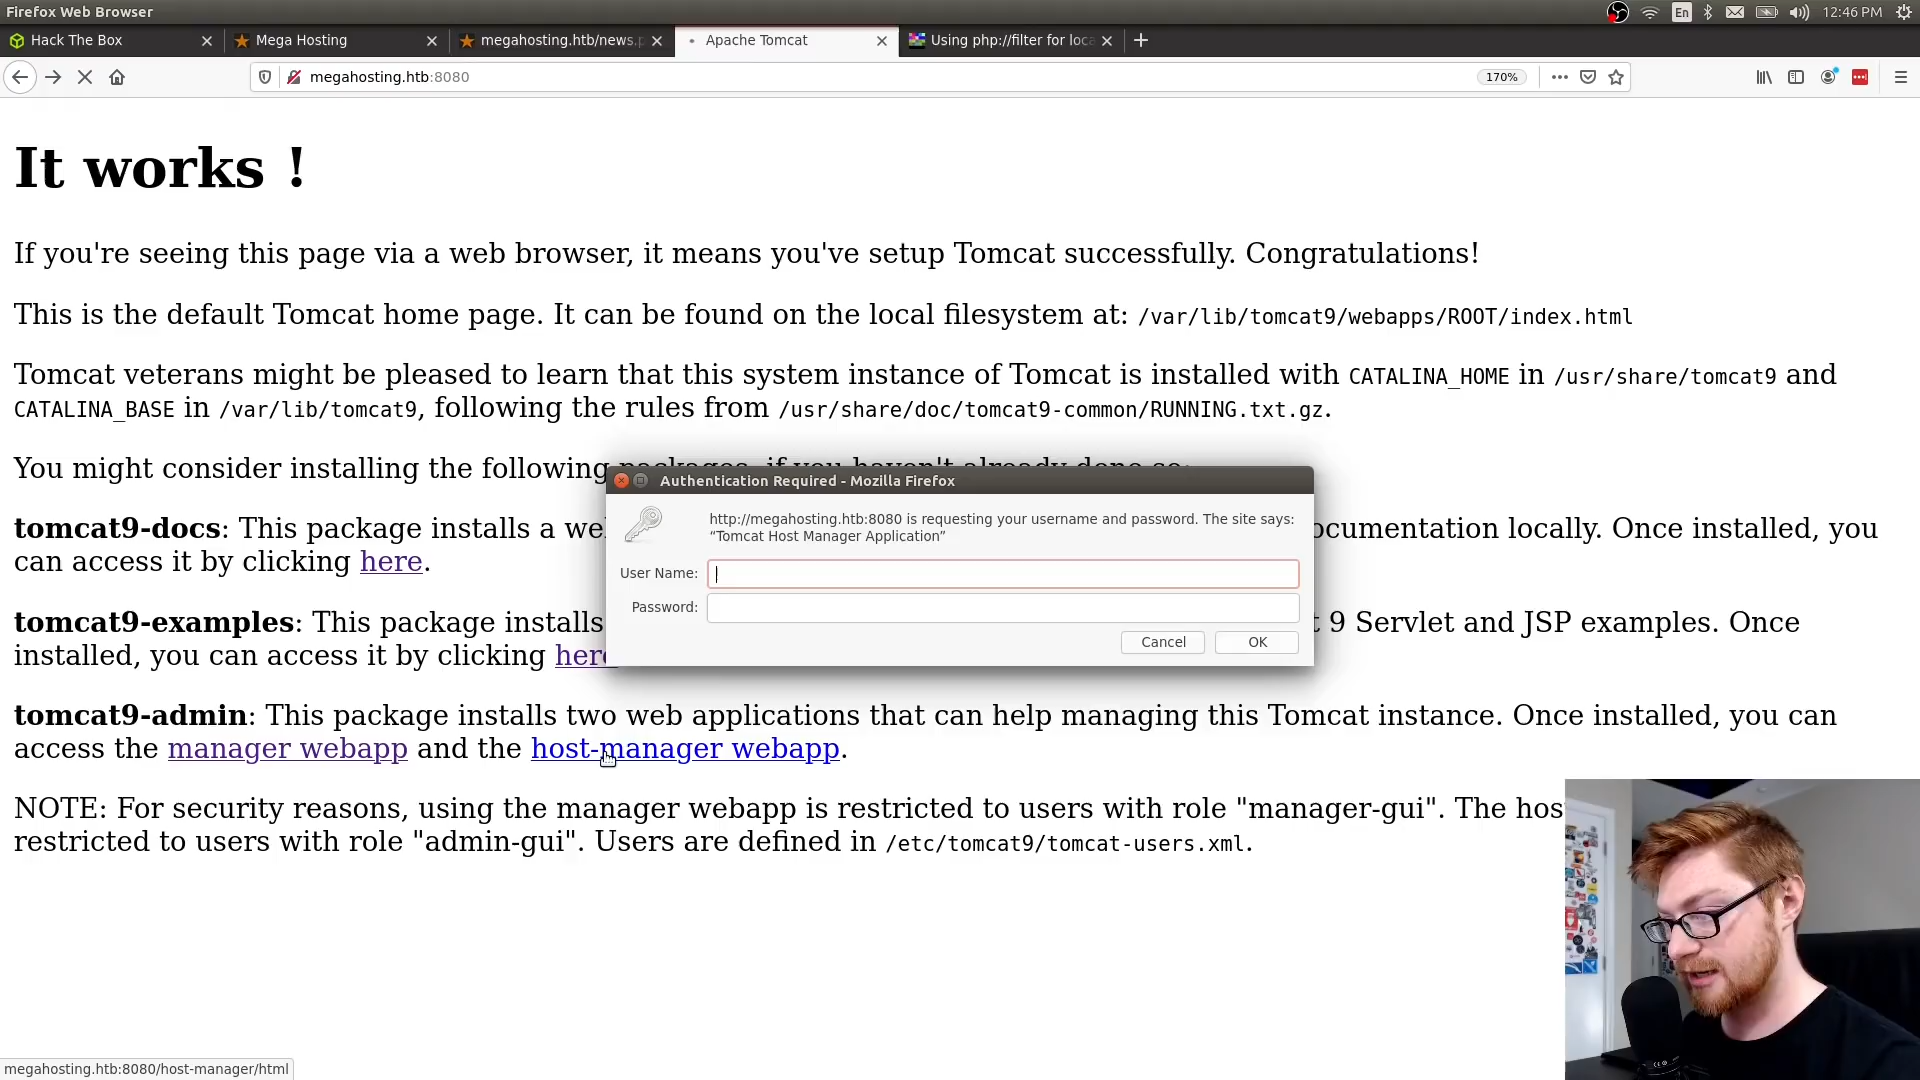 Firefox Web Browser
En
12:46 PM
Hack The Box
Mega Hosting
megahosting.htb/news.p
Apache Tomcat
Using php://filter for loca
megahosting.htb:8080
170%
It works !
If you're seeing this page via a web browser, it means you've setup Tomcat successfully. Congratulations!
This is the default Tomcat home page. It can be found on the local filesystem at: /var/lib/tomcat9/webapps/ROOT/index.html
Tomcat veterans might be pleased to learn that this system instance of Tomcat is installed with CATALINA_HOME in /usr/share/tomcat9 and
CATALINA_BASE in /var/lib/tomcat9, following the rules from /usr/share/doc/tomcat9-common/RUNNING.txt.gz.
You might consider installing the following packages, if you haven't already done so:
Authentication Required - Mozilla Firefox
http://megahosting.htb:8080 is requesting your username and password. The site says:
“Tomcat Host Manager Application”
User Name:
Password:
Cancel
OK
tomcat9-docs: This package installs a we ocumentation locally. Once installed, you
can access it by clicking here.
tomcat9-examples: This package installs t 9 Servlet and JSP examples. Once
installed, you can access it by clicking here
tomcat9-admin: This package installs two web applications that can help managing this Tomcat instance. Once installed, you can
access the manager webapp and the host-manager webapp.
NOTE: For security reasons, using the manager webapp is restricted to users with role "manager-gui". The hos
restricted to users with role "admin-gui". Users are defined in /etc/tomcat9/tomcat-users.xml.
megahosting.htb:8080/host-manager/html